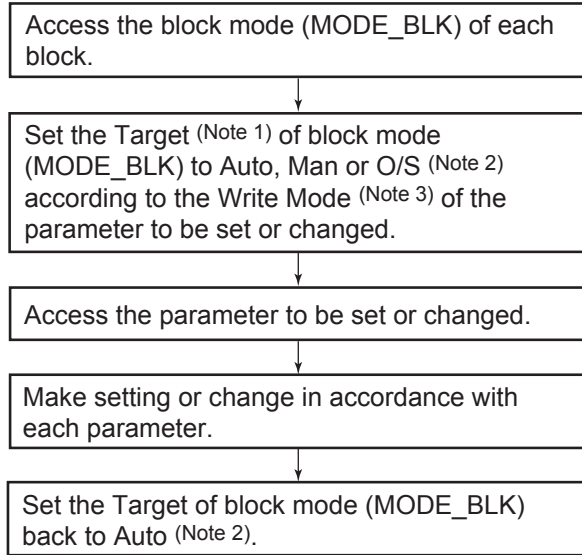 Access the block mode (MODE_BLK) of each
block.
Set the Target (Note 1) of block mode
(MODE_BLK) to Auto, Man or O/S (Note 2)
according to the Write Mode (Note 3) of the
parameter to be set or changed.
Access the parameter to be set or changed.
Make setting or change in accordance with
each parameter.
Set the Target of block mode (MODE_BLK)
back to Auto (Note 2).